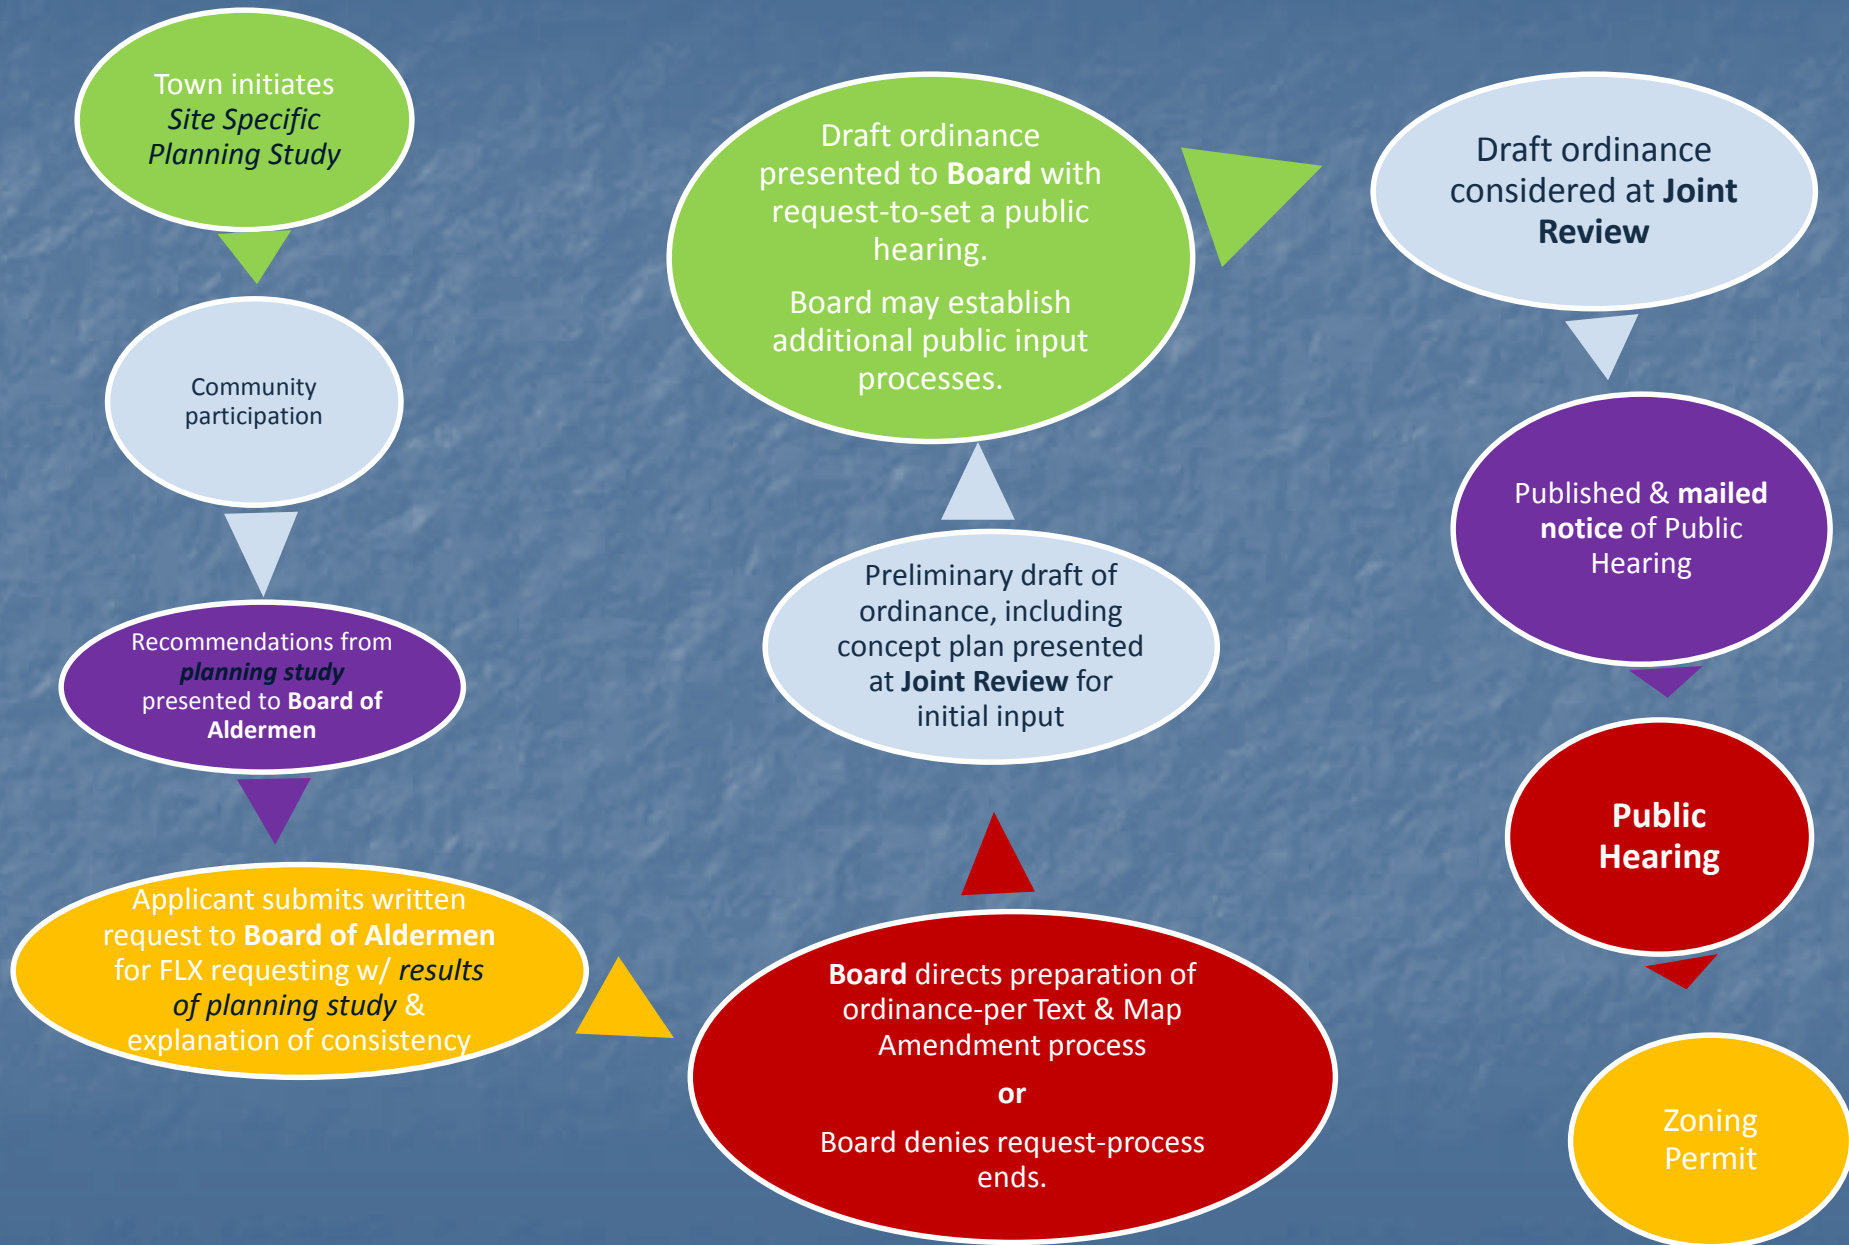 Town initiates
Site Specific
Planning Study
Community
participation
Recommendations from
planning study
presented to Board of
Aldermen
Applicant submits written
request to Board of Aldermen
for FLX requesting w/ results
of planning study &
explanation of consistency
Board directs preparation of
ordinance-per Text & Map
Amendment process
or
Board denies request-process
ends.
Preliminary draft of
ordinance, including
concept plan presented
at Joint Review for
initial input
Draft ordinance
presented to Board with
request-to-set a public
hearing.
Board may establish
additional public input
processes.
Draft ordinance
considered at Joint
Review
Published & mailed
notice of Public
Hearing
Public
Hearing
Zoning
Permit